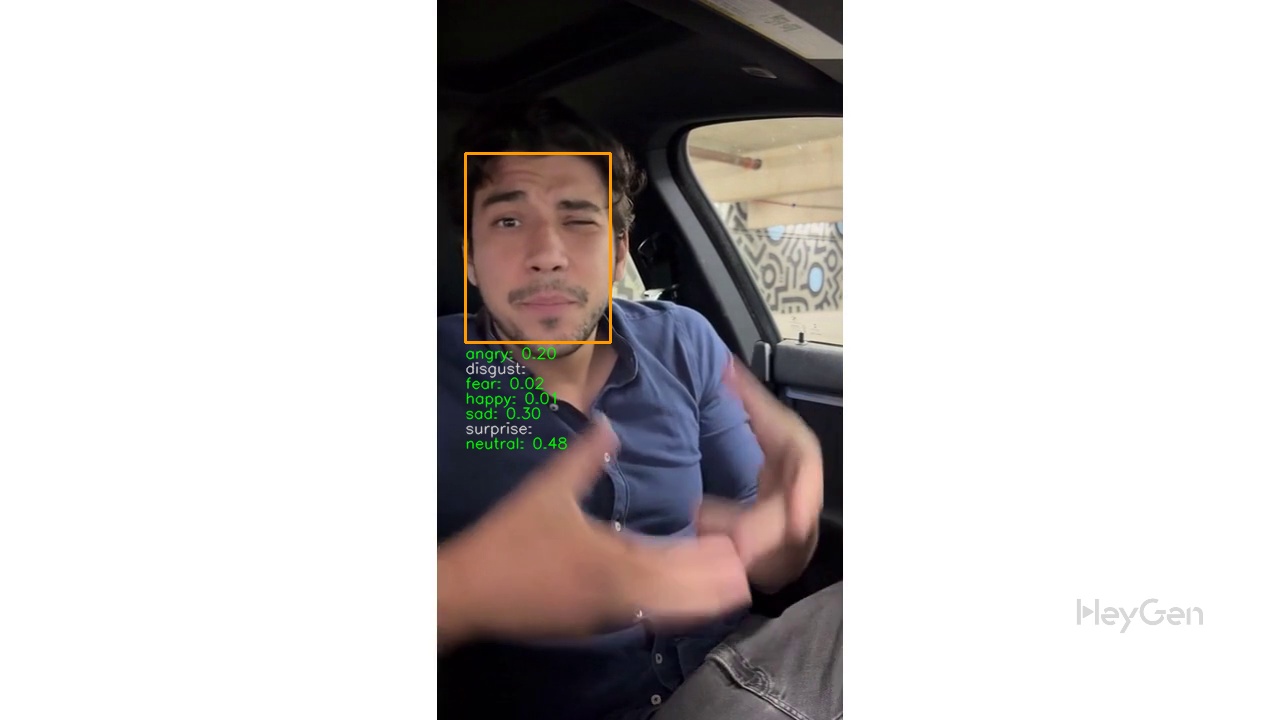 angry: 0.20
disgust:
fear: 0.02
happy: 0.01
sad: 0.30
surprise:
neutral: 0.48
HeyGen